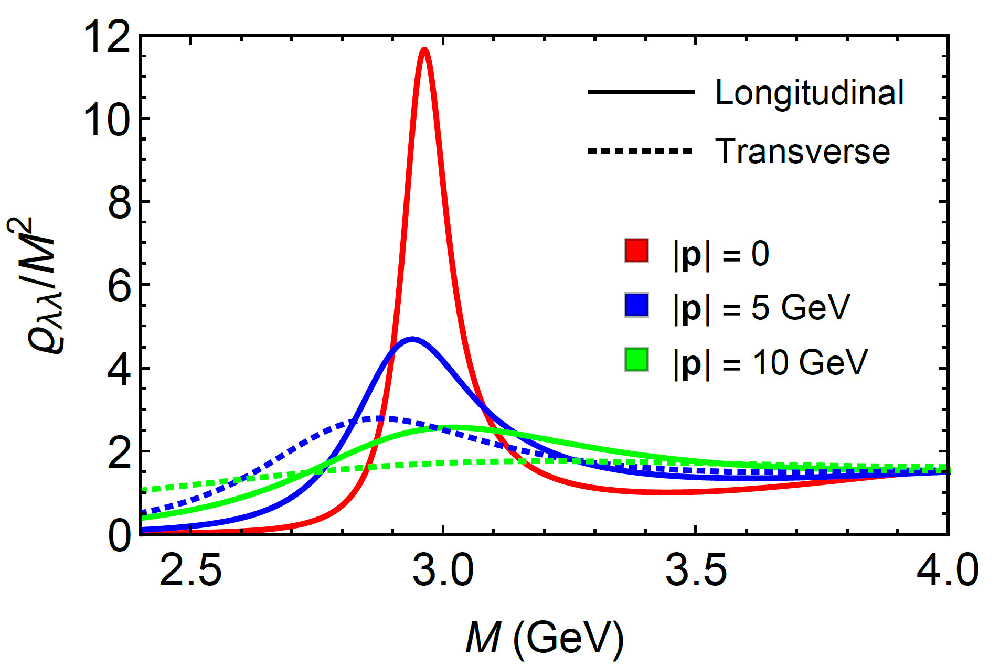 12
10
8
6
4
2
0
ϱλλ/M²
Longitudinal
Transverse
|p| = 0
|p| = 5 GeV
|p| = 10 GeV
2.5 3.0 3.5 4.0
M (GeV)